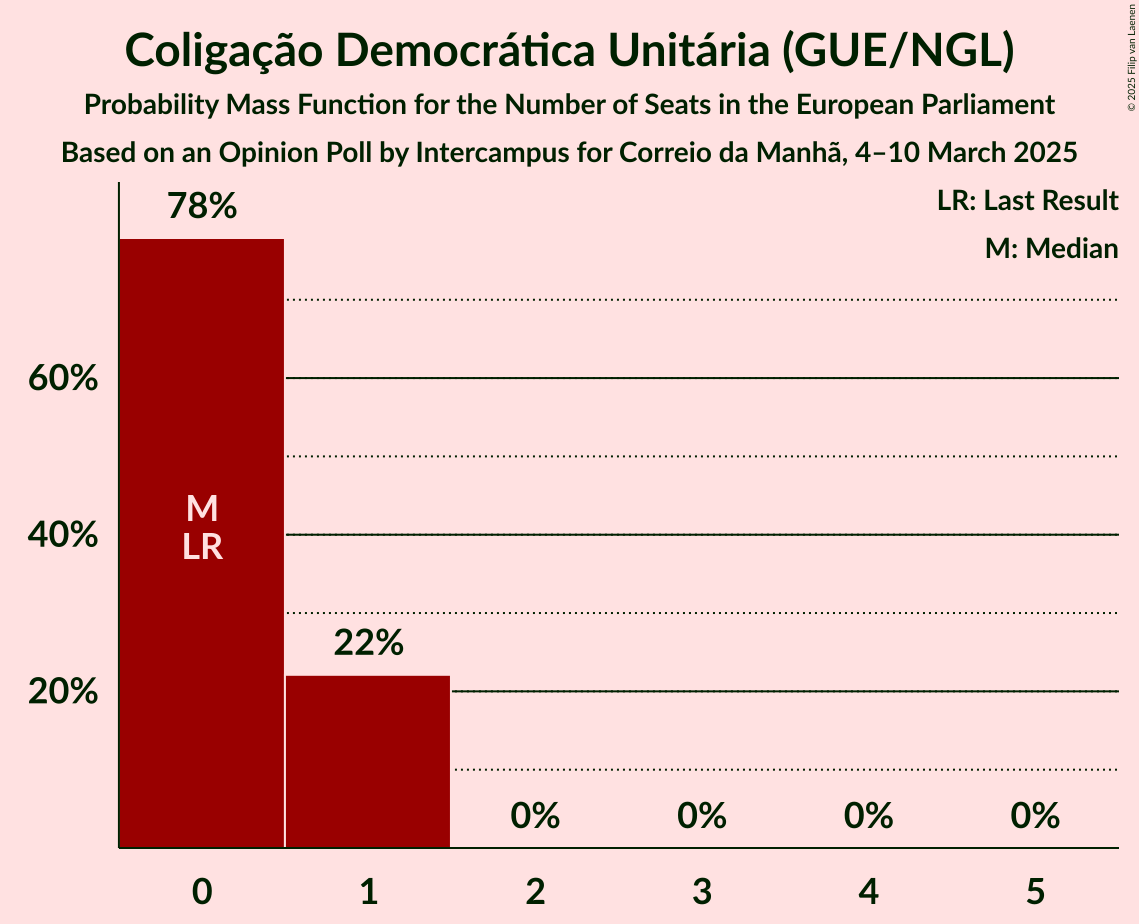 Coligação Democrática Unitária (GUE/NGL)
Probability Mass Function for the Number of Seats in the European Parliament
Based on an Opinion Poll by Intercampus for Correio da Manhã, 4–10 March 2025
© 2025 Filip van Laenen
LR: Last Result
M: Median
78%
60%
M
40%
LR
22%
20%
0%
0%
0%
0%
0
1
2
3
4
5